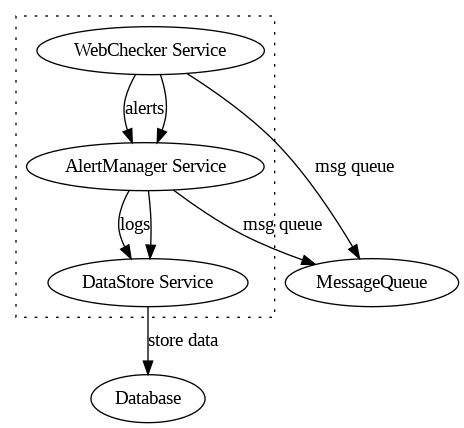 WebChecker Service
alerts
AlertManager Service
msg queue
logs
msg queue
DataStore Service
MessageQueue
store data
Database